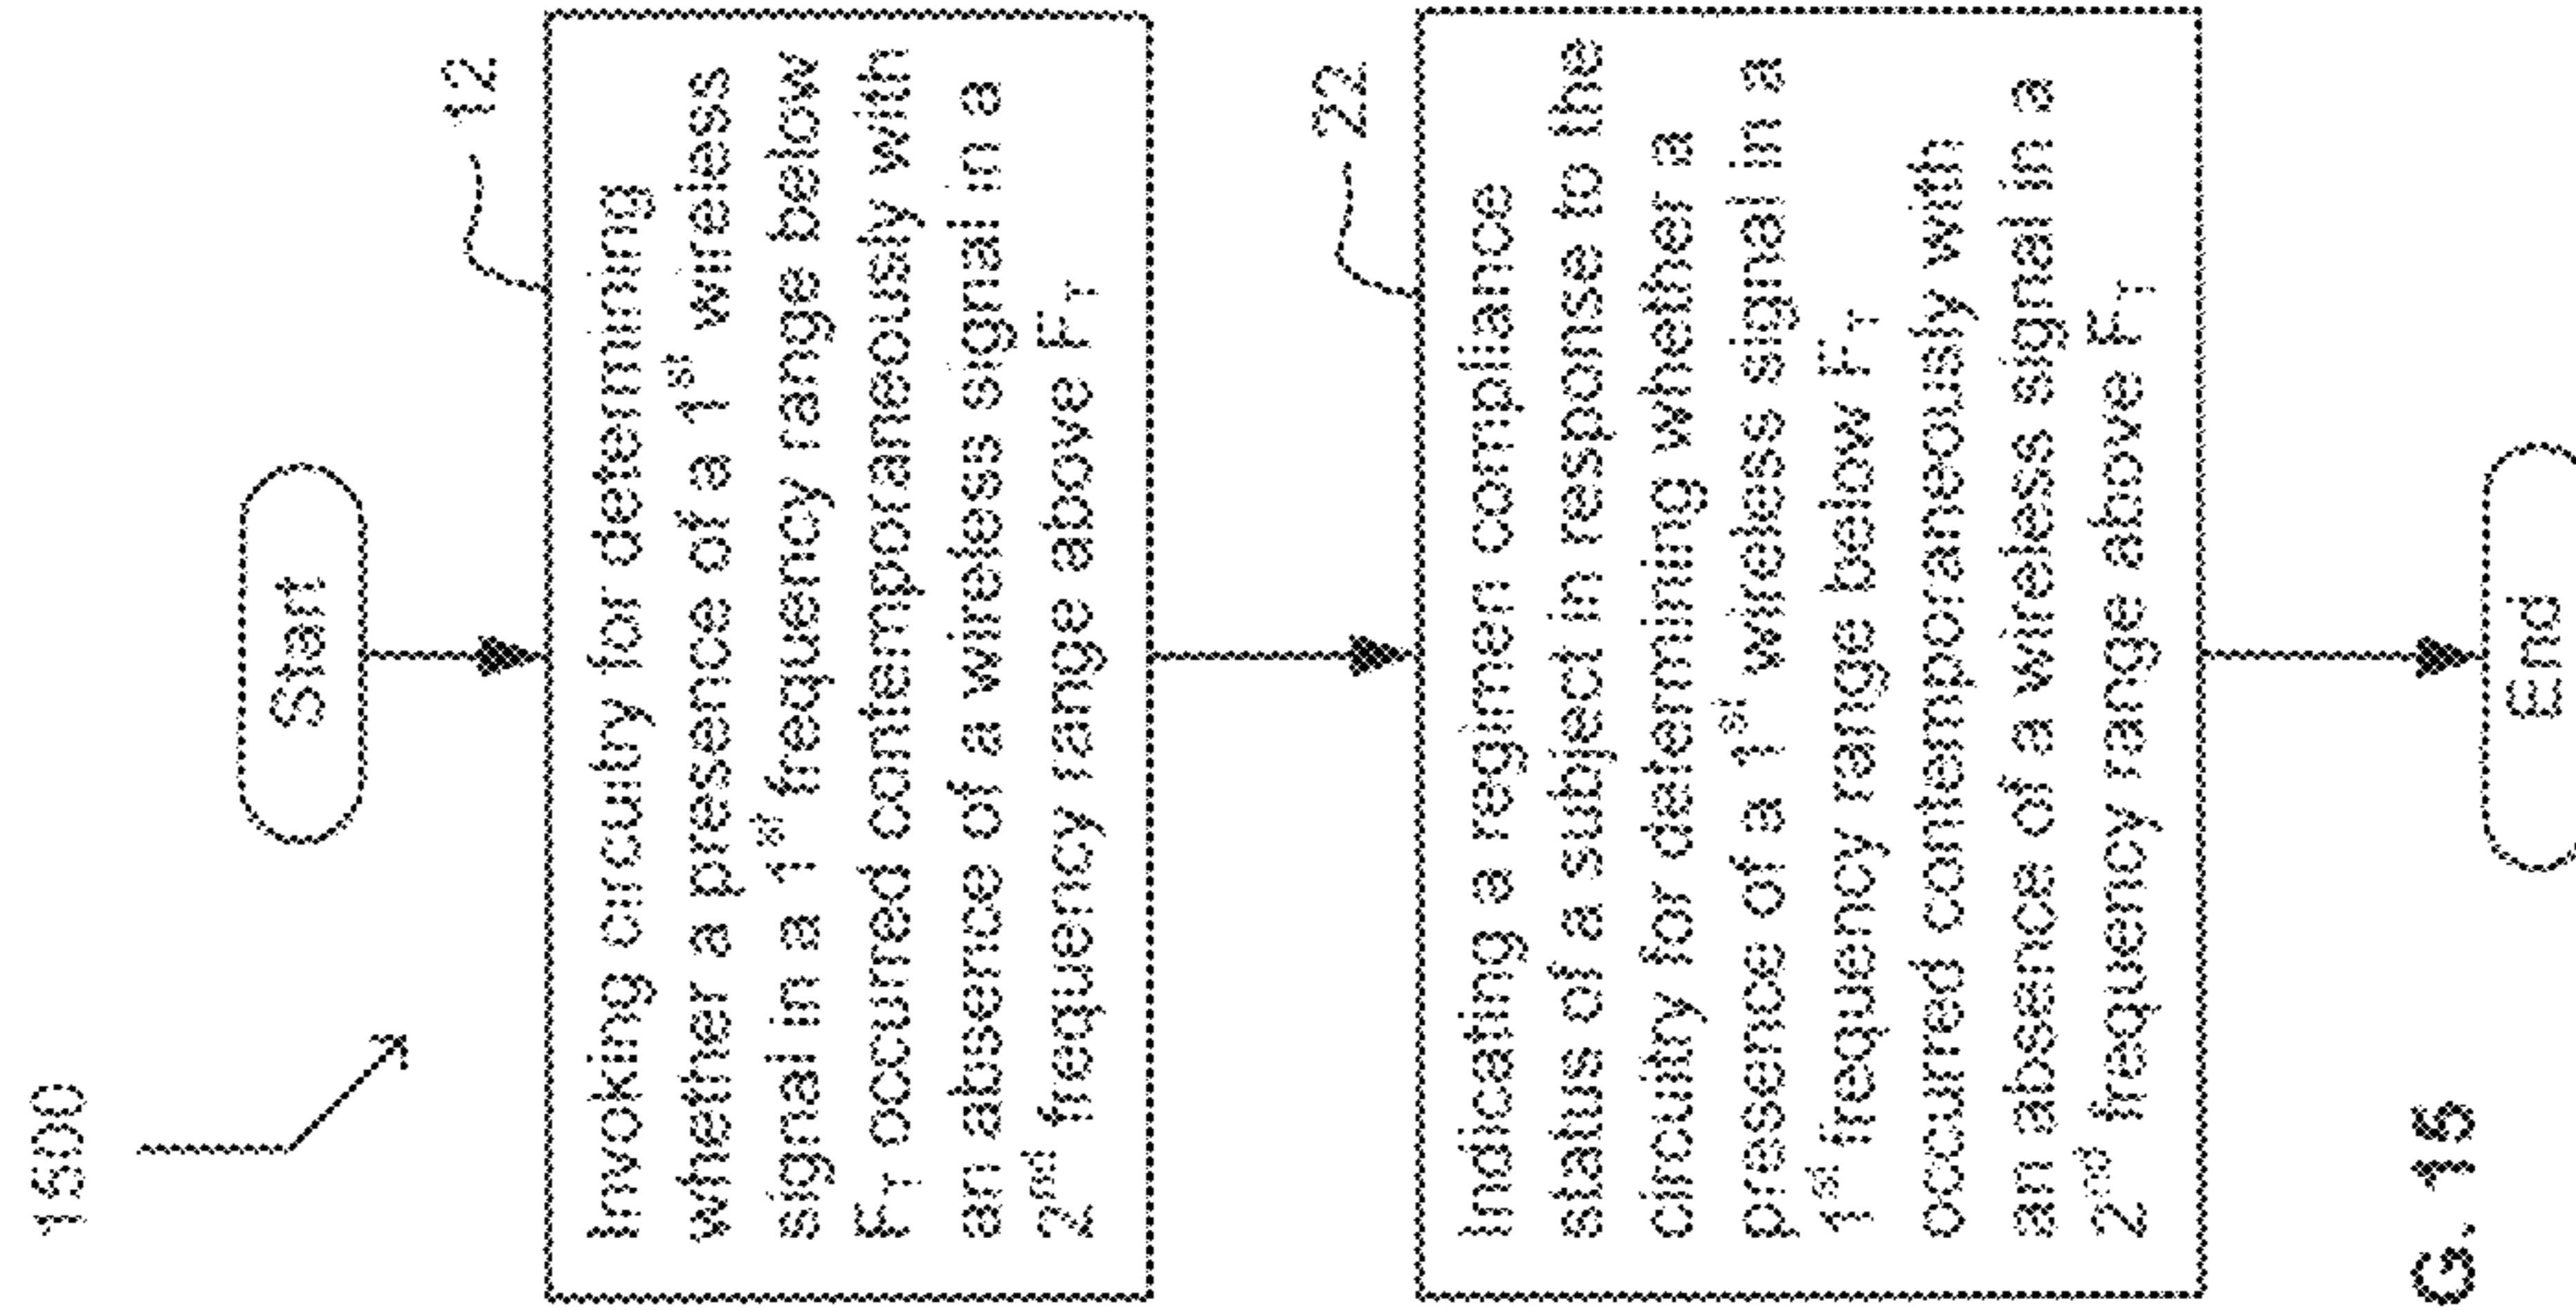 1500
Start
12
Invoking circuitry for determining
whether a presence of a 1st wireless
signal in a 1st frequency range below
FT occurred contemporaneously with
an absence of a wireless signal in a
2nd frequency range above FT
22
Indicating a regimen compliance
status of a subject in response to the
circuitry for determining whether a
presence of a 1st wireless signal in a
1st frequency range below FT
occurred contemporaneously with
an absence of a wireless signal in a
2nd frequency range above FT
End
G. 15